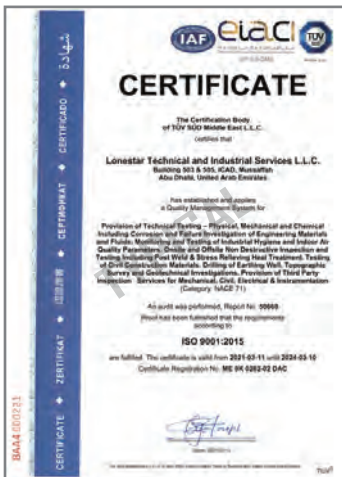 IAF
eiaci
TÜV
CERTIFICATE
The Certification Body
of TÜV SÜD Middle East L.L.C.
certifies that
Lonestar Technical and Industrial Services L.L.C.
Building 503 & 505, ICAD, Mussaffah
Abu Dhabi, United Arab Emirates
has established and applies
a Quality Management System for
Provision of Technical Testing – Physical, Mechanical and Chemical
Including Corrosion and Failure Investigation of Engineering Materials
and Fluids, Monitoring and Testing of Industrial Hygiene and Indoor Air
Quality Parameters, Onsite and Offsite Non Destructive Inspection and
Testing Including Post Weld & Stress Relieving Heat Treatment, Testing
of Civil Construction Materials, Drilling of Earthing Well, Topographic
Survey and Geotechnical Investigations, Provision of Third Party
Inspection Services for Mechanical, Civil, Electrical & Instrumentation
(Category NACE 71)
An audit was performed, Report No.
Proof has been furnished that the requirements
according to
ISO 9001:2015
are fulfilled. The certificate is valid from 2021-03-11 until 2024-03-10
Certificate Registration No. ME
CERTIFICATE ◆ ZERTIFIKAT ◆ 認證證書 ◆ СЕРТИФИКАТ ◆ CERTIFICADO ◆ شهادة
TÜV®